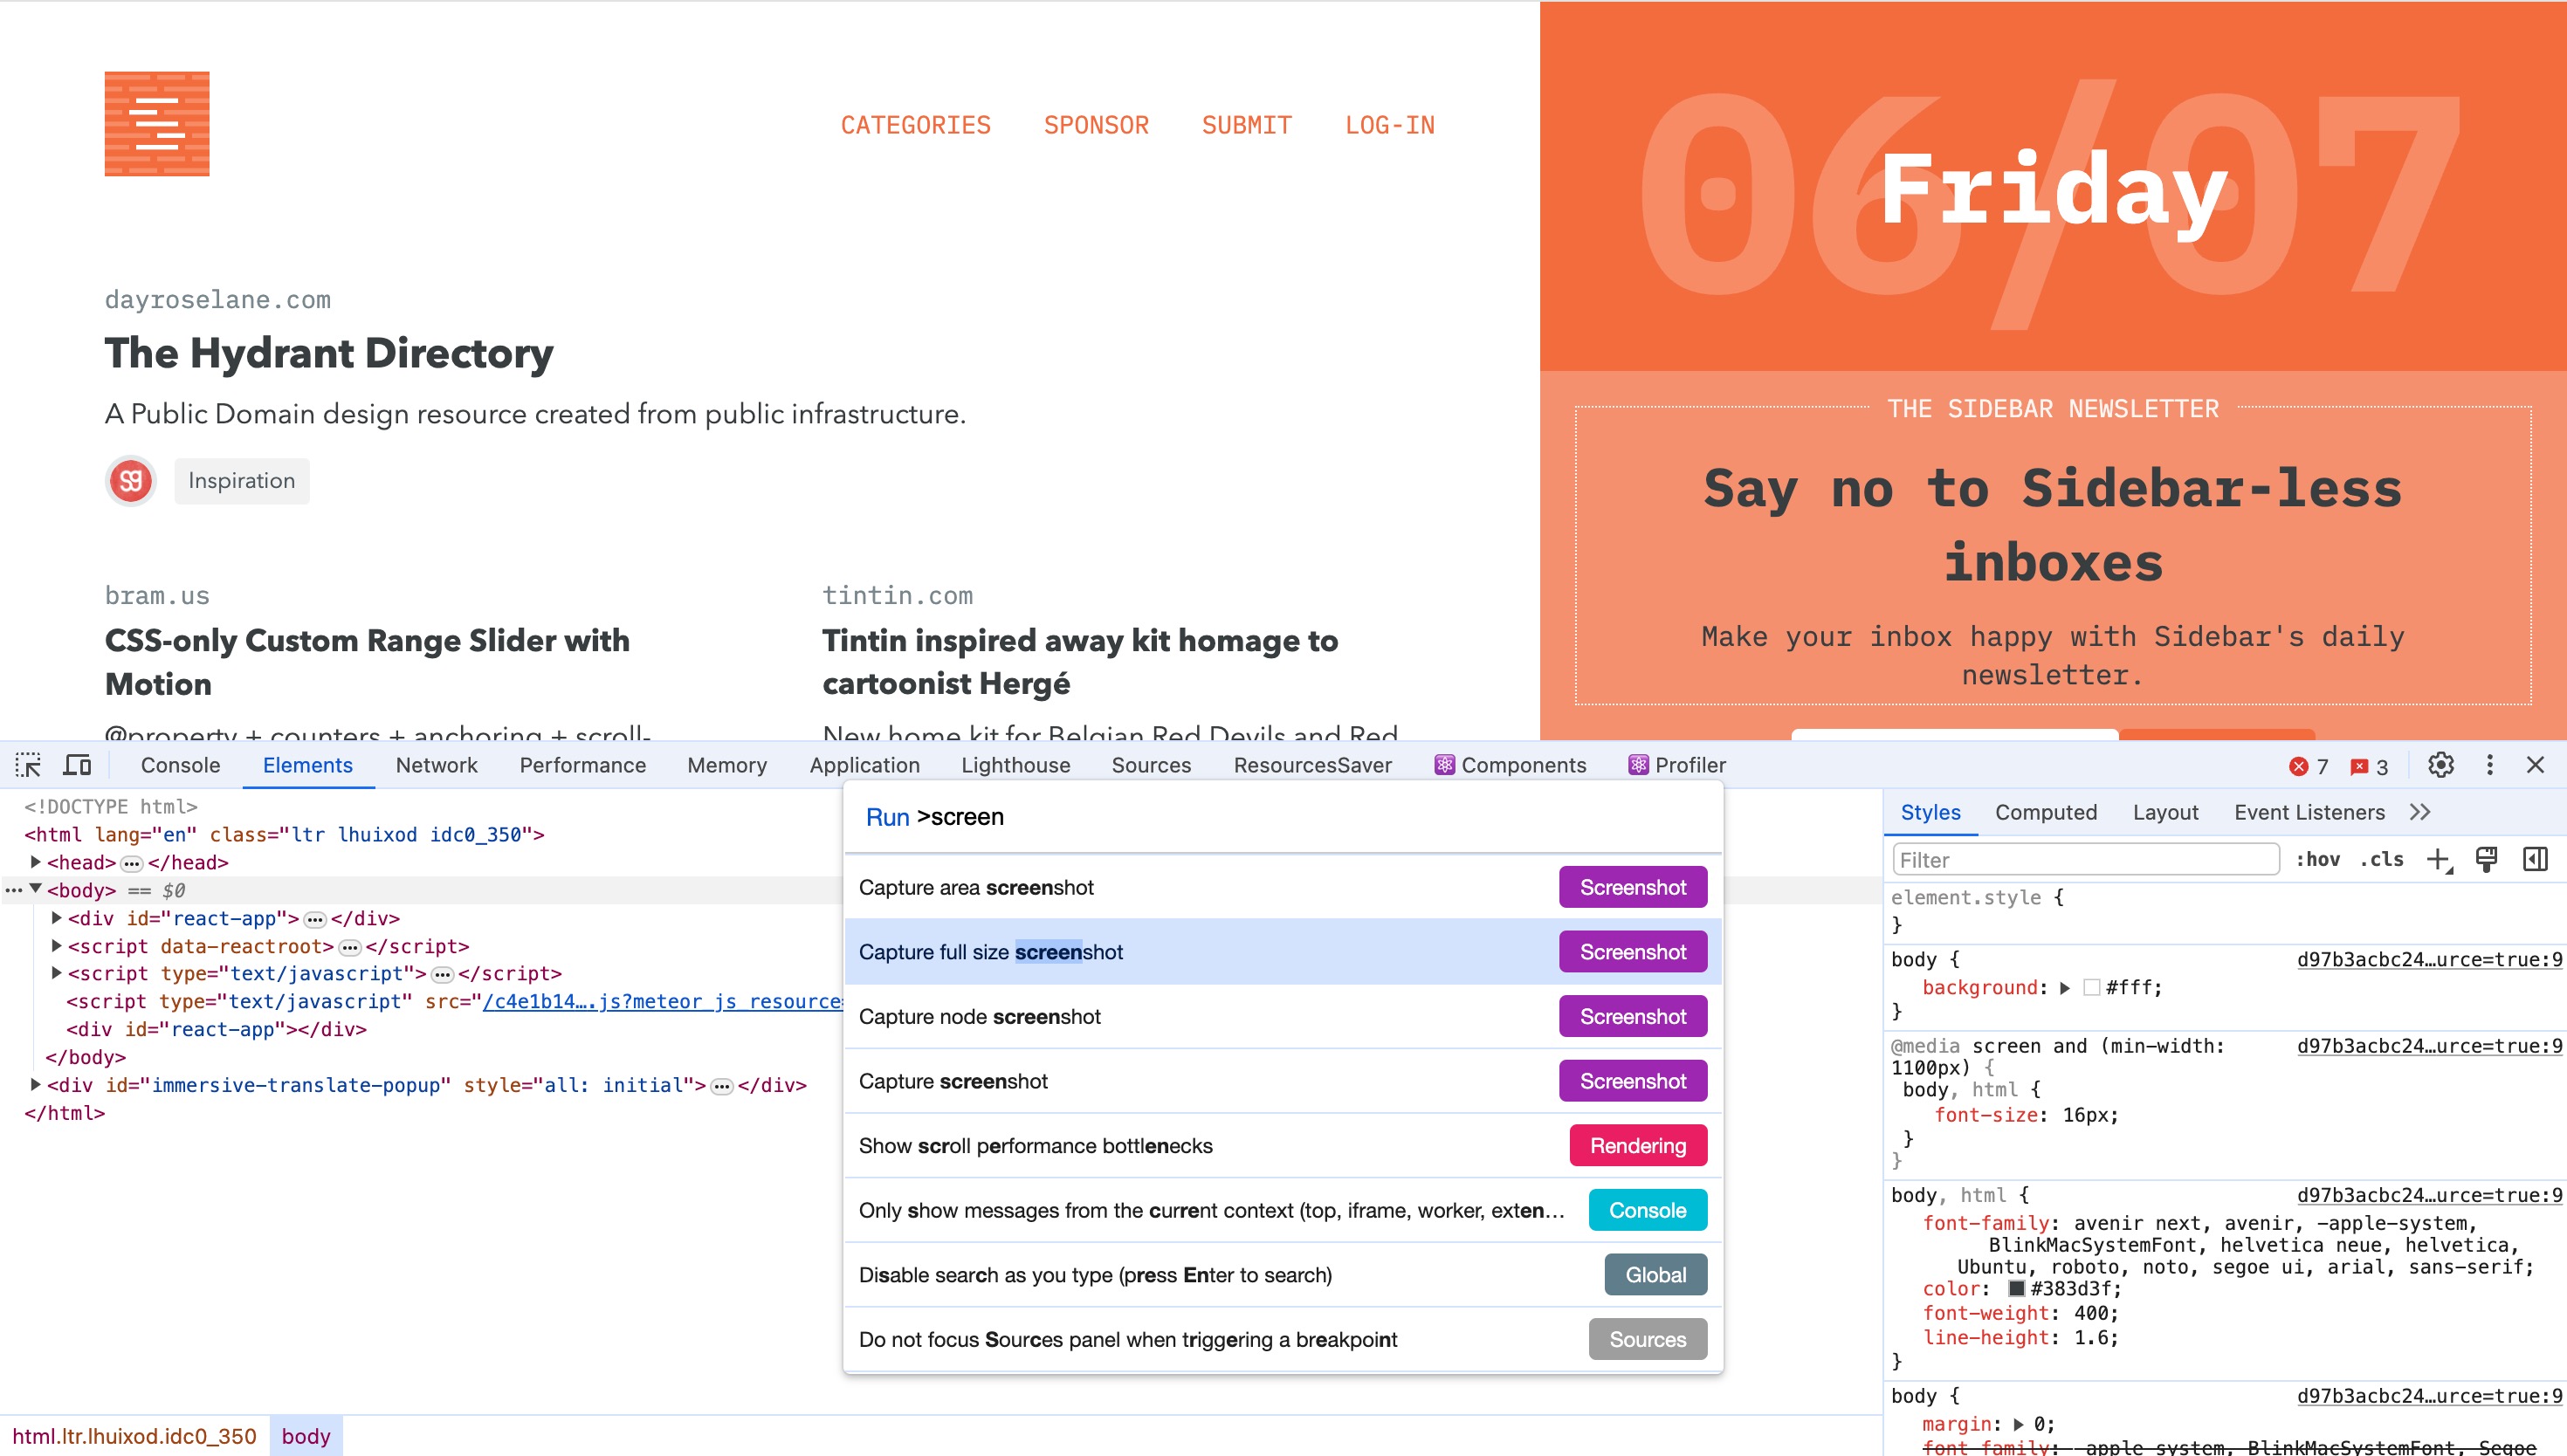 CATEGORIES SPONSOR SUBMIT LOG-IN
06/07
Friday
dayroselane.com
The Hydrant Directory
A Public Domain design resource created from public infrastructure.
Sg Inspiration
bram.us
CSS-only Custom Range Slider with
Motion
@property + counters + anchoring + scroll-
tintin.com
Tintin inspired away kit homage to
cartoonist Hergé
New home kit for Belgian Red Devils and Red
THE SIDEBAR NEWSLETTER
Say no to Sidebar-less
inboxes
Make your inbox happy with Sidebar's daily
newsletter.
Console Elements Network Performance Memory Application Lighthouse Sources ResourcesSaver Components Profiler 7 3
<!DOCTYPE html>
<html lang="en" class="ltr lhuixod idc0_350">
<head>…</head>
<body> == $0
<div id="react-app">…</div>
<script data-reactroot>…</script>
<script type="text/javascript">…</script>
<script type="text/javascript" src="/c4e1b14….js?meteor_js_resource=
<div id="react-app"></div>
</body>
<div id="immersive-translate-popup" style="all: initial">…</div>
</html>
html.ltr.lhuixod.idc0_350 body
Run >screen
Capture area screenshot Screenshot
Capture full size screenshot Screenshot
Capture node screenshot Screenshot
Capture screenshot Screenshot
Show scroll performance bottlenecks Rendering
Only show messages from the current context (top, iframe, worker, exten… Console
Disable search as you type (press Enter to search) Global
Do not focus Sources panel when triggering a breakpoint Sources
Styles Computed Layout Event Listeners
Filter :hov .cls
element.style {
}
body { d97b3acbc24…urce=true:9
background: #fff;
}
@media screen and (min-width: d97b3acbc24…urce=true:9
1100px) {
body, html {
font-size: 16px;
}
}
body, html { d97b3acbc24…urce=true:9
font-family: avenir next, avenir, -apple-system,
BlinkMacSystemFont, helvetica neue, helvetica,
Ubuntu, roboto, noto, segoe ui, arial, sans-serif;
color: #383d3f;
font-weight: 400;
line-height: 1.6;
}
body { d97b3acbc24…urce=true:9
margin: 0;
font-family: -apple-system, BlinkMacSystemFont, Segoe